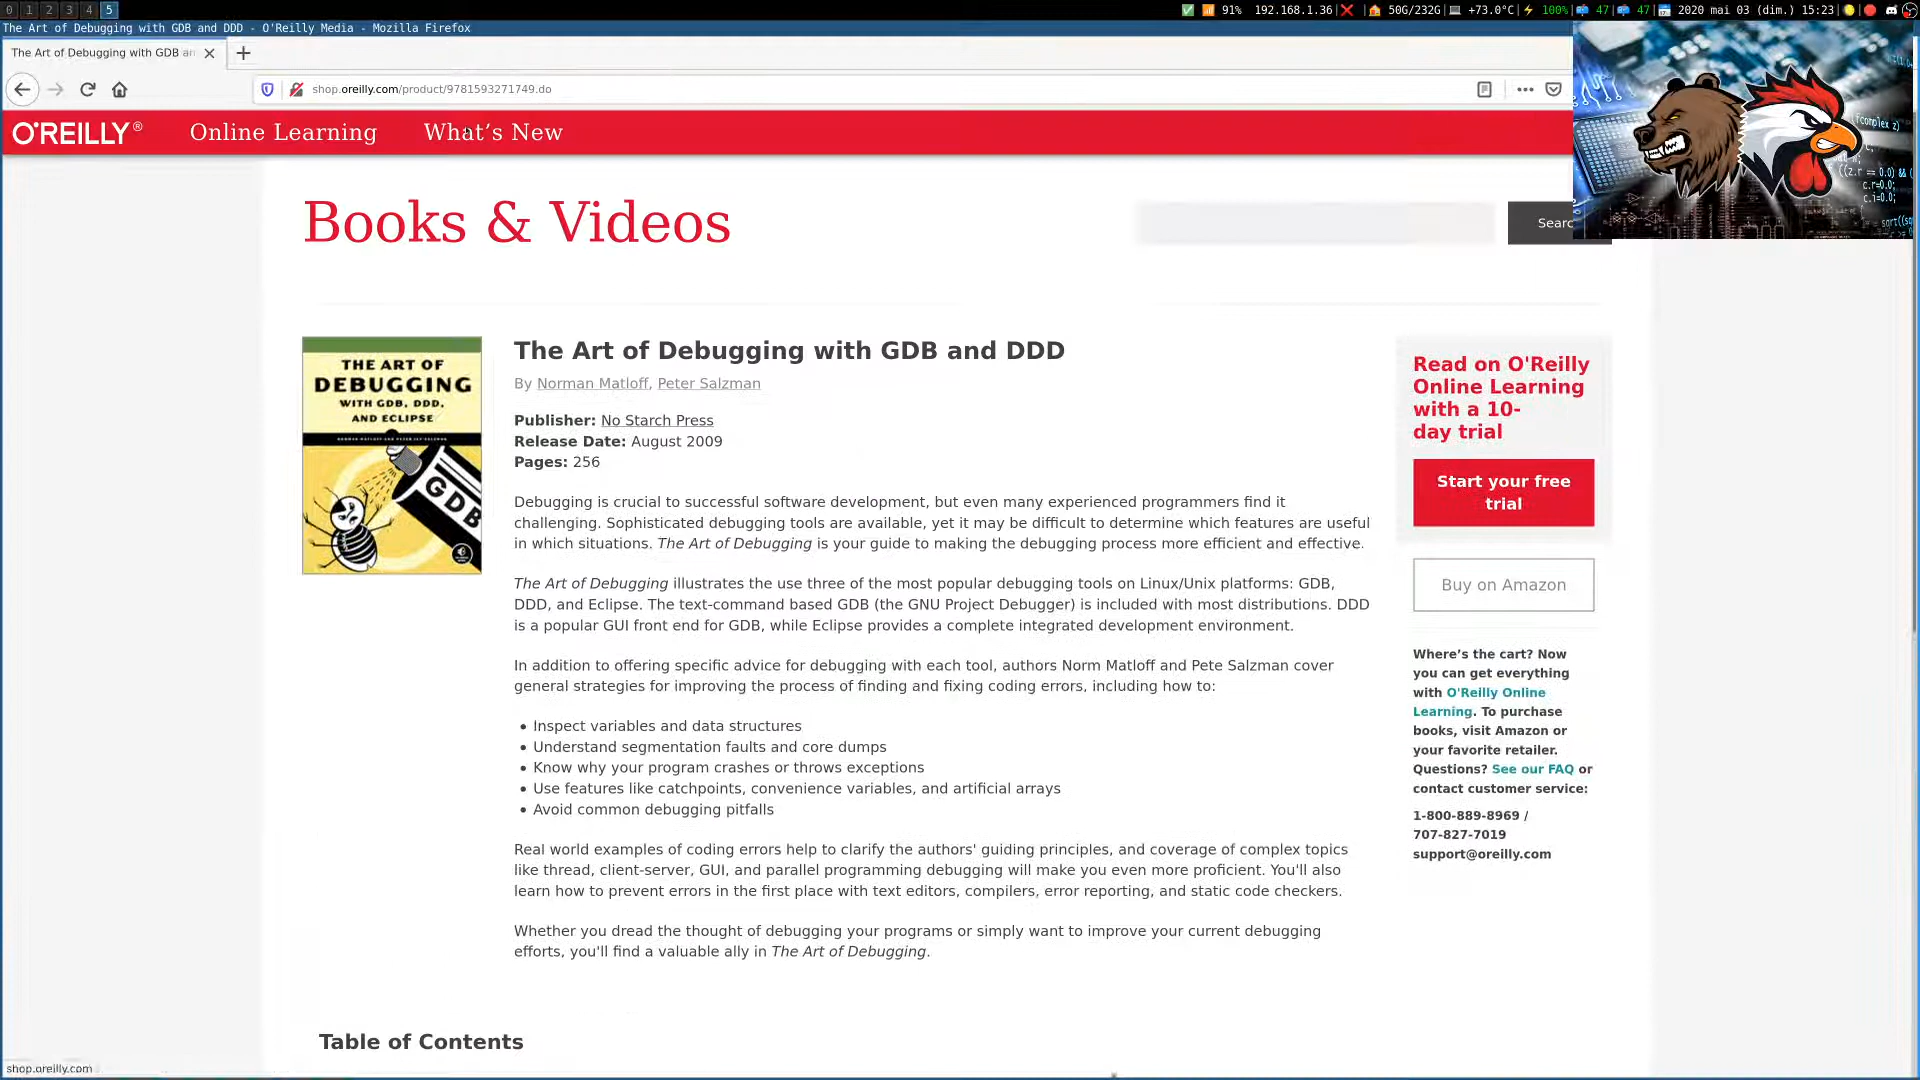 0 1 2 3 4 5
91% 192.168.1.36 50G/232G +73.0°C 100% 47 47 2020 mai 03 (dim.) 15:23
The Art of Debugging with GDB and DDD - O'Reilly Media - Mozilla Firefox
The Art of Debugging with GDB an
shop.oreilly.com/product/9781593271749.do
O'REILLY® Online Learning What's New
Books & Videos
Searc
THE ART OF
DEBUGGING
WITH GDB, DDD,
AND ECLIPSE
GDB
The Art of Debugging with GDB and DDD
By Norman Matloff, Peter Salzman
Publisher: No Starch Press
Release Date: August 2009
Pages: 256
Debugging is crucial to successful software development, but even many experienced programmers find it
challenging. Sophisticated debugging tools are available, yet it may be difficult to determine which features are useful
in which situations. The Art of Debugging is your guide to making the debugging process more efficient and effective.
The Art of Debugging illustrates the use three of the most popular debugging tools on Linux/Unix platforms: GDB,
DDD, and Eclipse. The text-command based GDB (the GNU Project Debugger) is included with most distributions. DDD
is a popular GUI front end for GDB, while Eclipse provides a complete integrated development environment.
In addition to offering specific advice for debugging with each tool, authors Norm Matloff and Pete Salzman cover
general strategies for improving the process of finding and fixing coding errors, including how to:
• Inspect variables and data structures
• Understand segmentation faults and core dumps
• Know why your program crashes or throws exceptions
• Use features like catchpoints, convenience variables, and artificial arrays
• Avoid common debugging pitfalls
Real world examples of coding errors help to clarify the authors' guiding principles, and coverage of complex topics
like thread, client-server, GUI, and parallel programming debugging will make you even more proficient. You'll also
learn how to prevent errors in the first place with text editors, compilers, error reporting, and static code checkers.
Whether you dread the thought of debugging your programs or simply want to improve your current debugging
efforts, you'll find a valuable ally in The Art of Debugging.
Read on O'Reilly
Online Learning
with a 10-
day trial
Start your free
trial
Buy on Amazon
Where's the cart? Now
you can get everything
with O'Reilly Online
Learning. To purchase
books, visit Amazon or
your favorite retailer.
Questions? See our FAQ or
contact customer service:
1-800-889-8969 /
707-827-7019
support@oreilly.com
Table of Contents
shop.oreilly.com